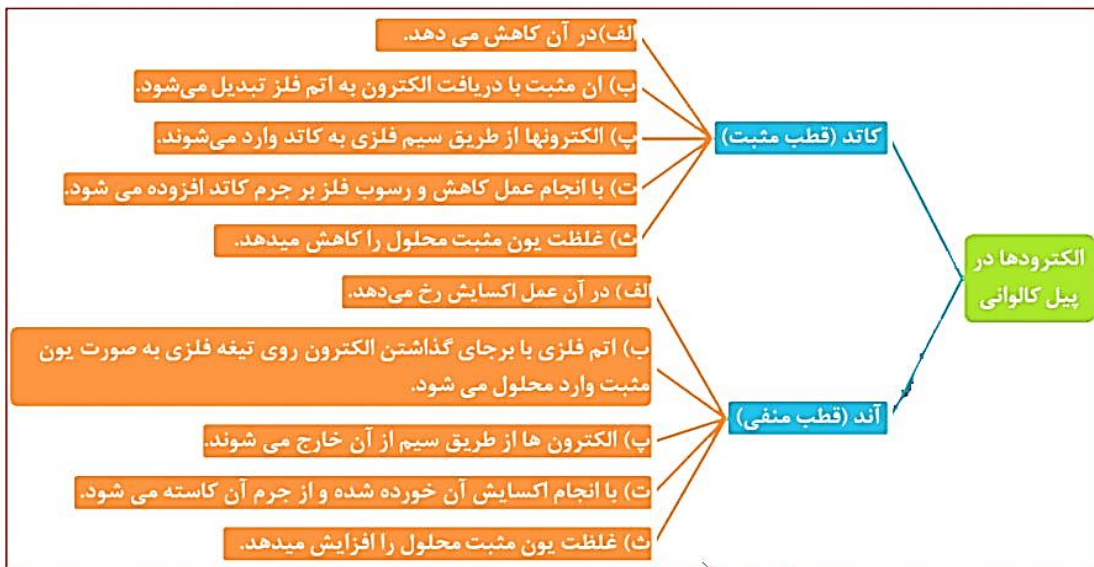 الکترودها در
پیل کالوانی
کاتد (قطب مثبت)
الف)در آن کاهش می دهد.
ب) ان مثبت با دریافت الکترون به اتم فلز تبدیل می‌شود.
پ) الکترونها از طریق سیم فلزی به کاتد وارد می‌شوند.
ت) با انجام عمل کاهش و رسوب فلز بر جرم کاتد افزوده می شود.
ث) غلظت یون مثبت محلول را کاهش میدهد.
آند (قطب منفی)
الف) در آن عمل اکسایش رخ می‌دهد.
ب) اتم فلزی با برجای گذاشتن الکترون روی تیغه فلزی به صورت یون
مثبت وارد محلول می شود.
پ) الکترون ها از طریق سیم از آن خارج می شوند.
ت) با انجام اکسایش آن خورده شده و از جرم آن کاسته می شود.
ث) غلظت یون مثبت محلول را افزایش میدهد.